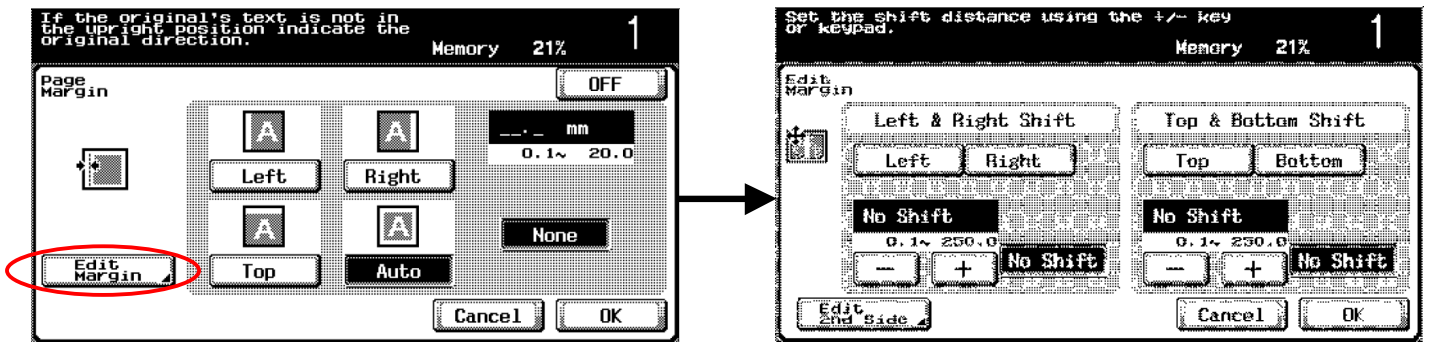 If the original's text is not in
the upright position indicate the
original direction.
Memory 21%
1
Page
Margin
OFF
A
A
__._ mm
0.1~ 20.0
Left
Right
A
A
None
Edit
Margin
Top
Auto
Cancel
OK
Set the shift distance using the +/- key
or keypad.
Memory 21%
1
Edit
Margin
Left & Right Shift
Top & Bottom Shift
Left
Right
Top
Bottom
No Shift
No Shift
0.1~ 250.0
0.1~ 250.0
No Shift
No Shift
-
+
-
+
Edit
2nd Side
Cancel
OK